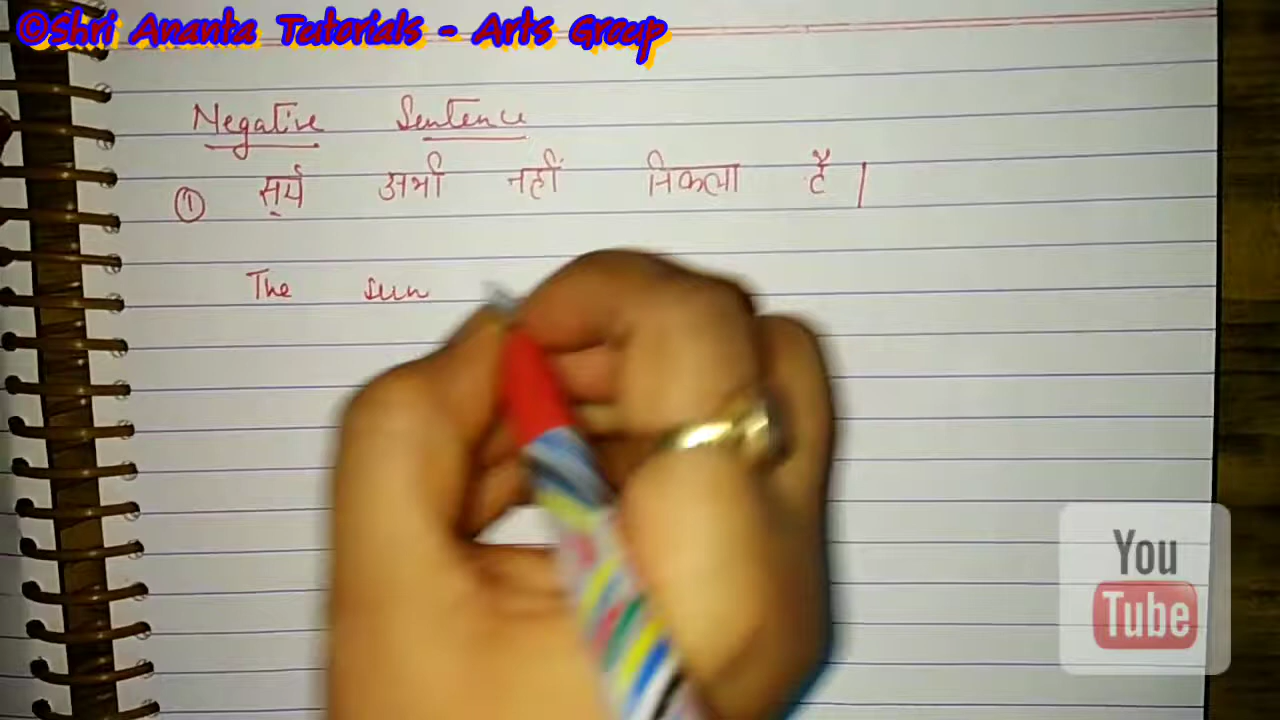 ©Shri Ananta Tutorials - Arts Group
Negative Sentence
① सूर्य अभी नहीं निकला है |
The sun
You
Tube